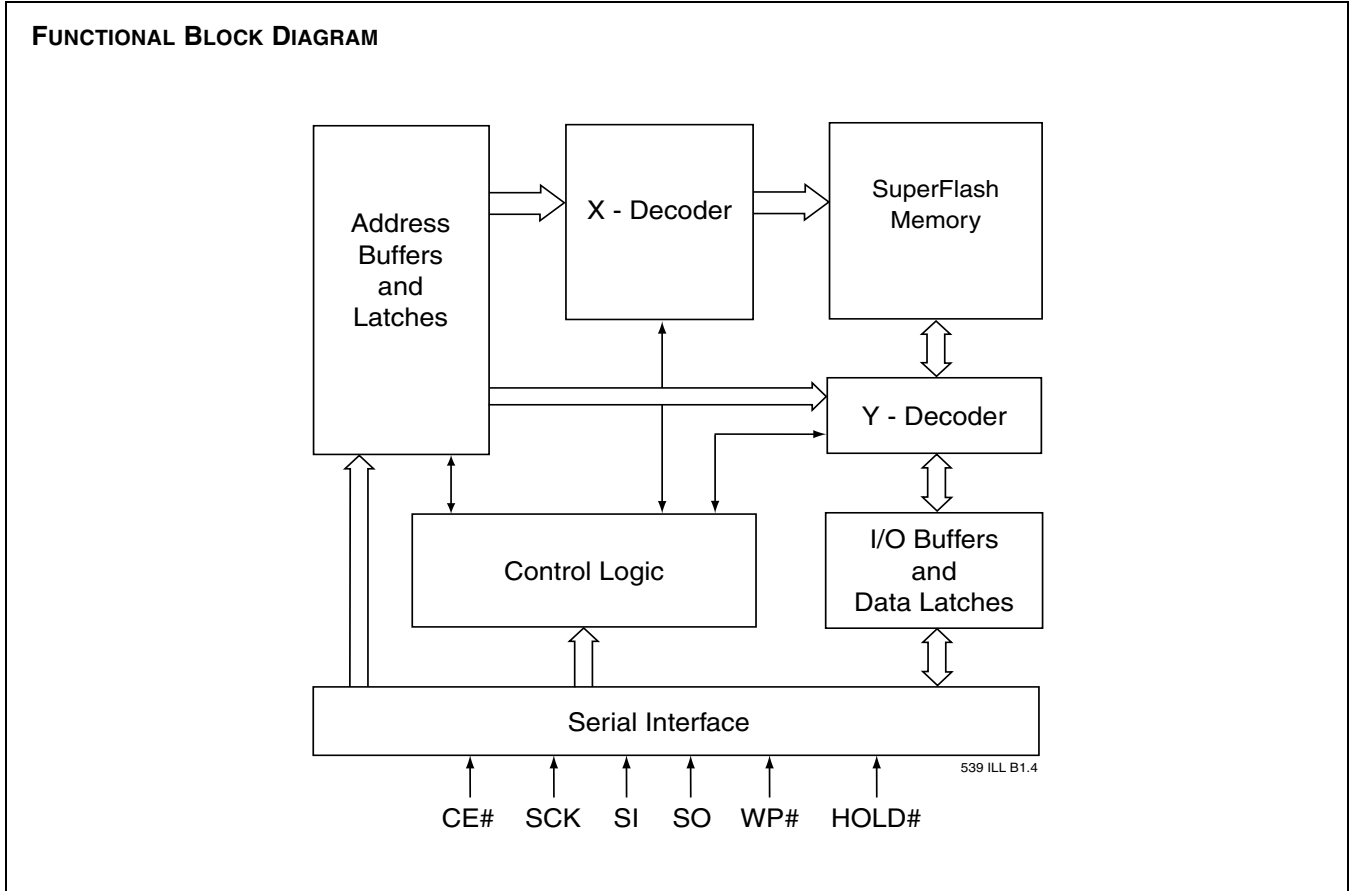 FUNCTIONAL BLOCK DIAGRAM
Address
Buffers
and
Latches
X - Decoder
SuperFlash
Memory
Y - Decoder
Control Logic
I/O Buffers
and
Data Latches
Serial Interface
539 ILL B1.4
CE# SCK SI SO WP# HOLD#